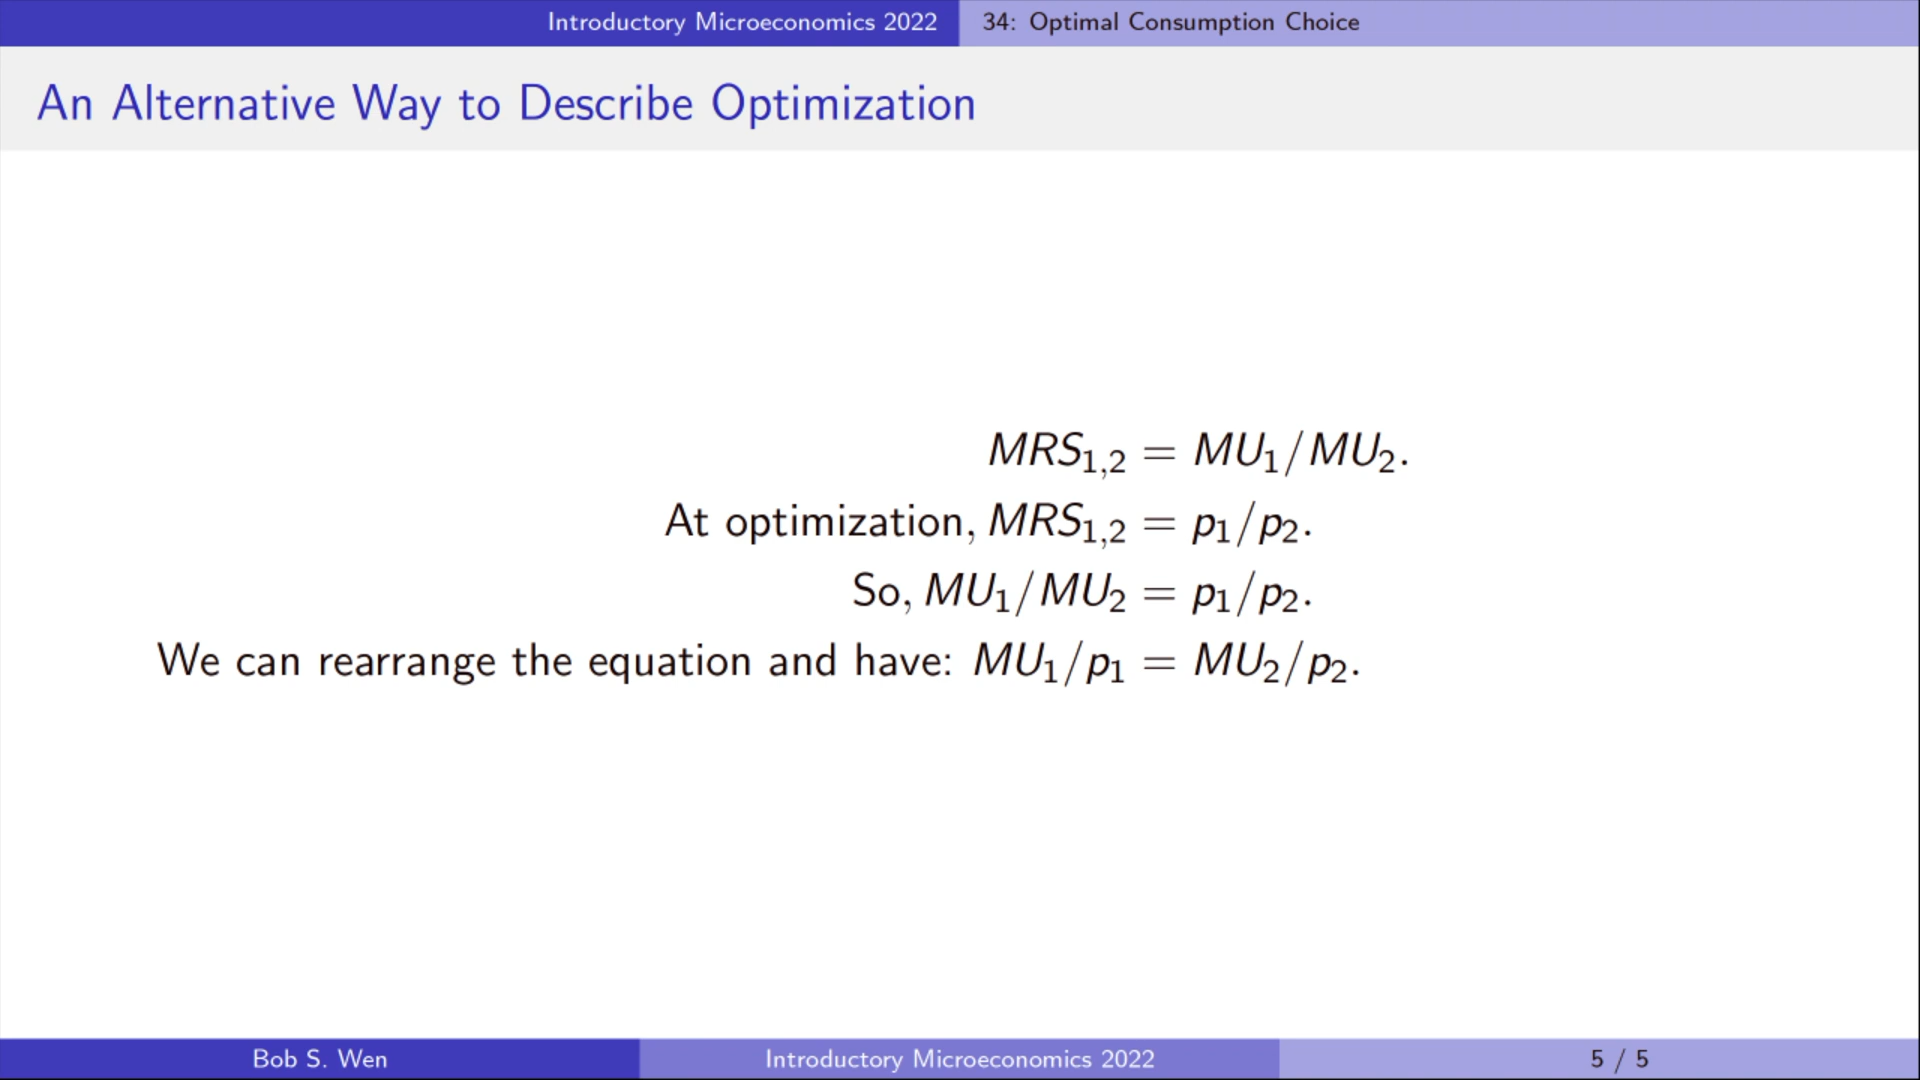 Introductory Microeconomics 2022
34: Optimal Consumption Choice
An Alternative Way to Describe Optimization
MRS₁,₂ = MU₁/MU₂.
At optimization, MRS₁,₂ = p₁/p₂.
So, MU₁/MU₂ = p₁/p₂.
We can rearrange the equation and have: MU₁/p₁ = MU₂/p₂.
Bob S. Wen
Introductory Microeconomics 2022
5 / 5